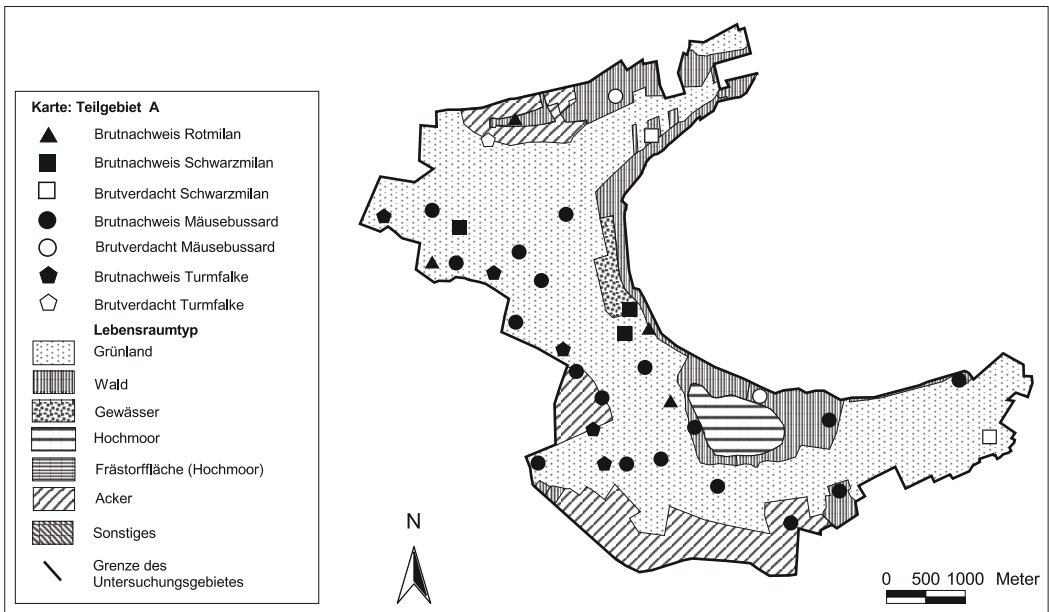 Karte: Teilgebiet A
Brutnachweis Rotmilan
Brutnachweis Schwarzmilan
Brutverdacht Schwarzmilan
Brutnachweis Mäusebussard
Brutverdacht Mäusebussard
Brutnachweis Turmfalke
Brutverdacht Turmfalke
Lebensraumtyp
Grünland
Wald
Gewässer
Hochmoor
Frästorffläche (Hochmoor)
Acker
Sonstiges
Grenze des
Untersuchungsgebietes
N
0 500 1000 Meter